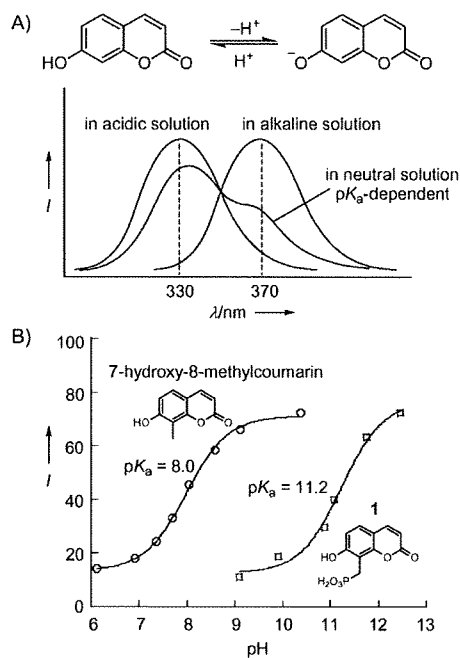 A)
–H⁺
H⁺
HO O O
⁻O O O
in acidic solution in alkaline solution
in neutral solution
pKa-dependent
I
330 370
λ/nm
B)
100
7-hydroxy-8-methylcoumarin
80
HO O O
60
pKa = 8.0
I
pKa = 11.2
40
1
20
HO O O
H₂O₃P
0
6 7 8 9 10 11 12 13
pH